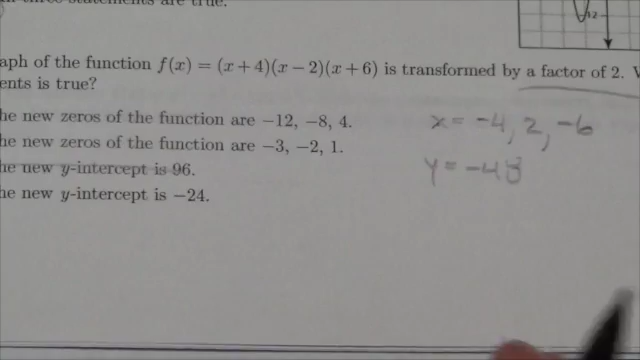 three statements are true.
12
aph of the function f(x) = (x + 4)(x − 2)(x + 6) is transformed by a factor of 2.
ents is true?
he new zeros of the function are −12, −8, 4.
x = -4, 2, -6
he new zeros of the function are −3, −2, 1.
he new y-intercept is 96.
y = -48
he new y-intercept is −24.